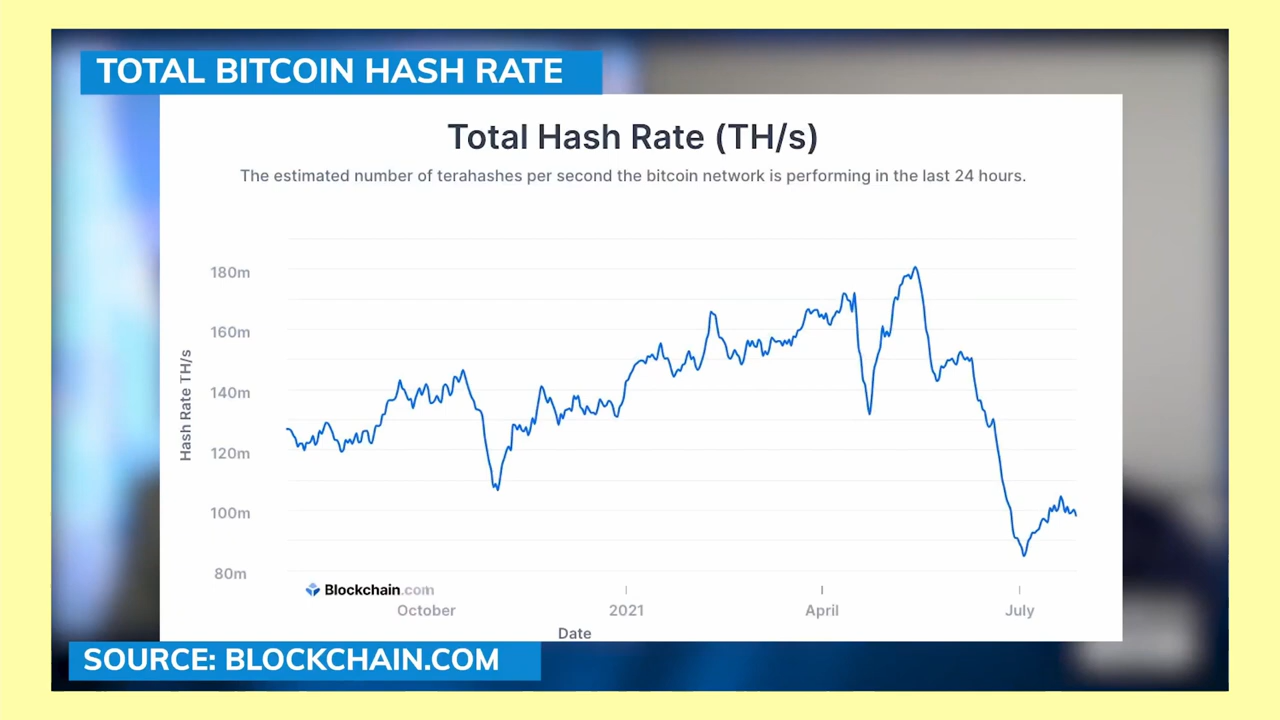 TOTAL BITCOIN HASH RATE
Total Hash Rate (TH/s)
The estimated number of terahashes per second the bitcoin network is performing in the last 24 hours.
Hash Rate TH/s
180m
160m
140m
120m
100m
80m
Blockchain.com
October
2021
April
July
Date
SOURCE: BLOCKCHAIN.COM